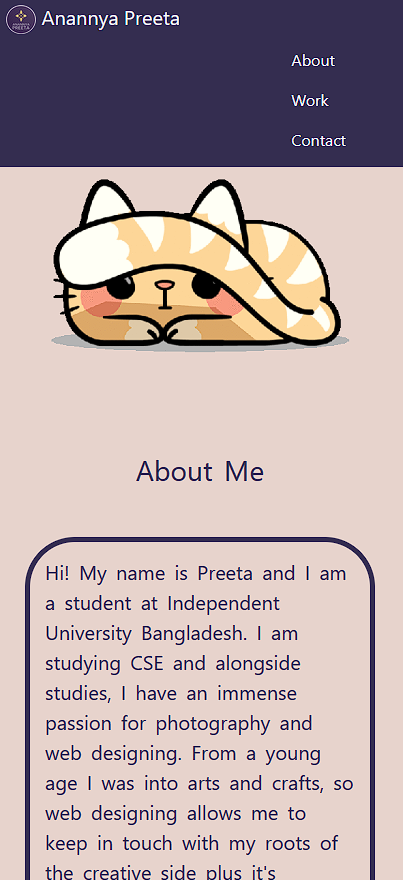 Anannya Preeta
About
Work
Contact
About Me
Hi! My name is Preeta and I am
a student at Independent
University Bangladesh. I am
studying CSE and alongside
studies, I have an immense
passion for photography and
web designing. From a young
age I was into arts and crafts, so
web designing allows me to
keep in touch with my roots of
the creative side plus it's